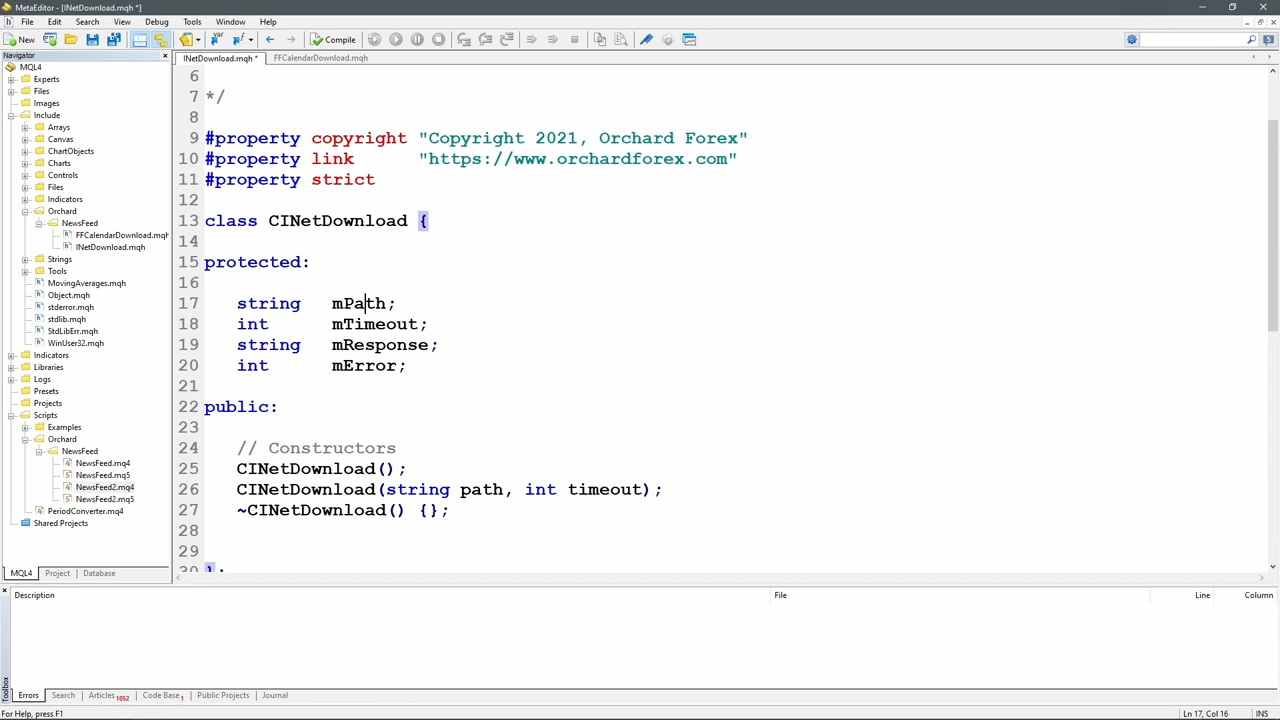 MetaEditor - [INetDownload.mqh *]
File Edit Search View Debug Tools Window Help
New Compile
Navigator
INetDownload.mqh * FFCalendarDownload.mqh
MQL4
Experts
Files
Images
Include
Arrays
Canvas
ChartObjects
Charts
Controls
Files
Indicators
Orchard
NewsFeed
FFCalendarDownload.mqh
INetDownload.mqh
Strings
Tools
MovingAverages.mqh
Object.mqh
stderror.mqh
stdlib.mqh
StdLibErr.mqh
WinUser32.mqh
Indicators
Libraries
Logs
Presets
Projects
Scripts
Examples
Orchard
NewsFeed
NewsFeed.mq4
NewsFeed.mq5
NewsFeed2.mq4
NewsFeed2.mq5
PeriodConverter.mq4
Shared Projects
MQL4 Project Database
6
7 */
8
9 #property copyright "Copyright 2021, Orchard Forex"
10 #property link "https://www.orchardforex.com"
11 #property strict
12
13 class CINetDownload {
14
15 protected:
16
17 string mPath;
18 int mTimeout;
19 string mResponse;
20 int mError;
21
22 public:
23
24 // Constructors
25 CINetDownload();
26 CINetDownload(string path, int timeout);
27 ~CINetDownload() {};
28
29
30 };
Description File Line Column
Toolbox
Errors Search Articles 1052 Code Base 1 Public Projects Journal
For Help, press F1 Ln 17, Col 16 INS